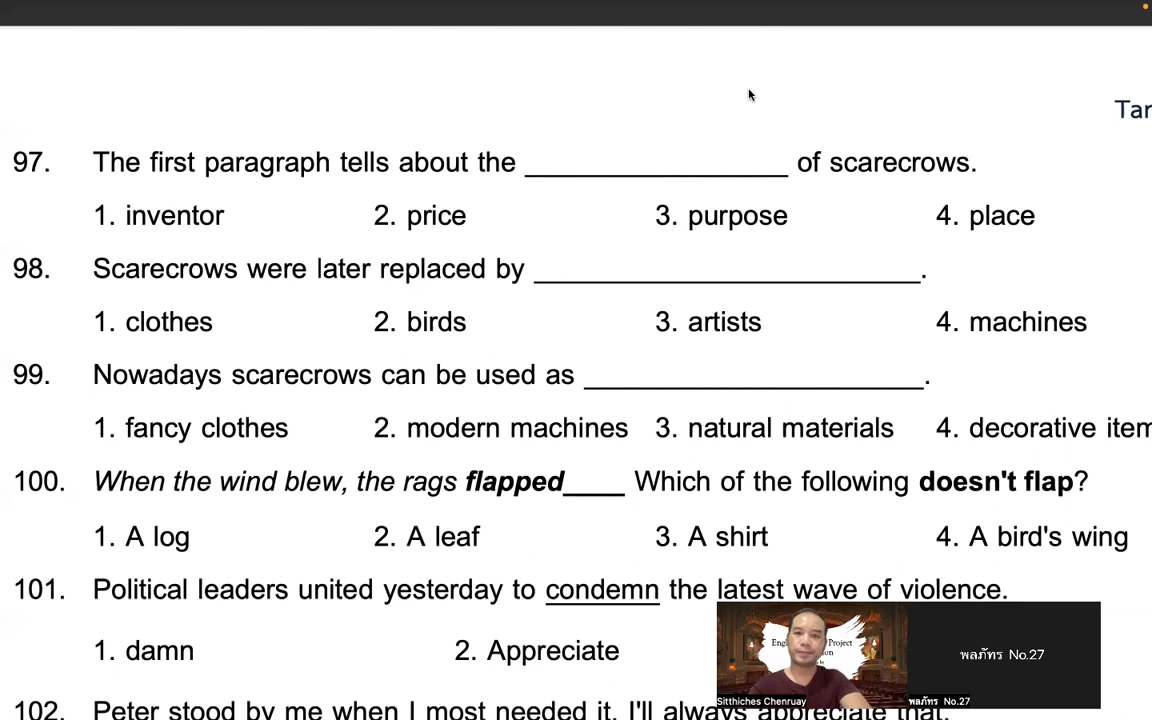 Tar
97. The first paragraph tells about the _________________ of scarecrows.
1. inventor 2. price 3. purpose 4. place
98. Scarecrows were later replaced by _________________________.
1. clothes 2. birds 3. artists 4. machines
99. Nowadays scarecrows can be used as ______________________.
1. fancy clothes 2. modern machines 3. natural materials 4. decorative item
100. When the wind blew, the rags flapped____ Which of the following doesn't flap?
1. A log 2. A leaf 3. A shirt 4. A bird's wing
101. Political leaders united yesterday to condemn the latest wave of violence.
1. damn 2. Appreciate
Project
พลภัทร No.27
Sitthiches Chenruay พลภัทร No.27
102. Peter stood by me when I most needed it. I'll always appreciate that.